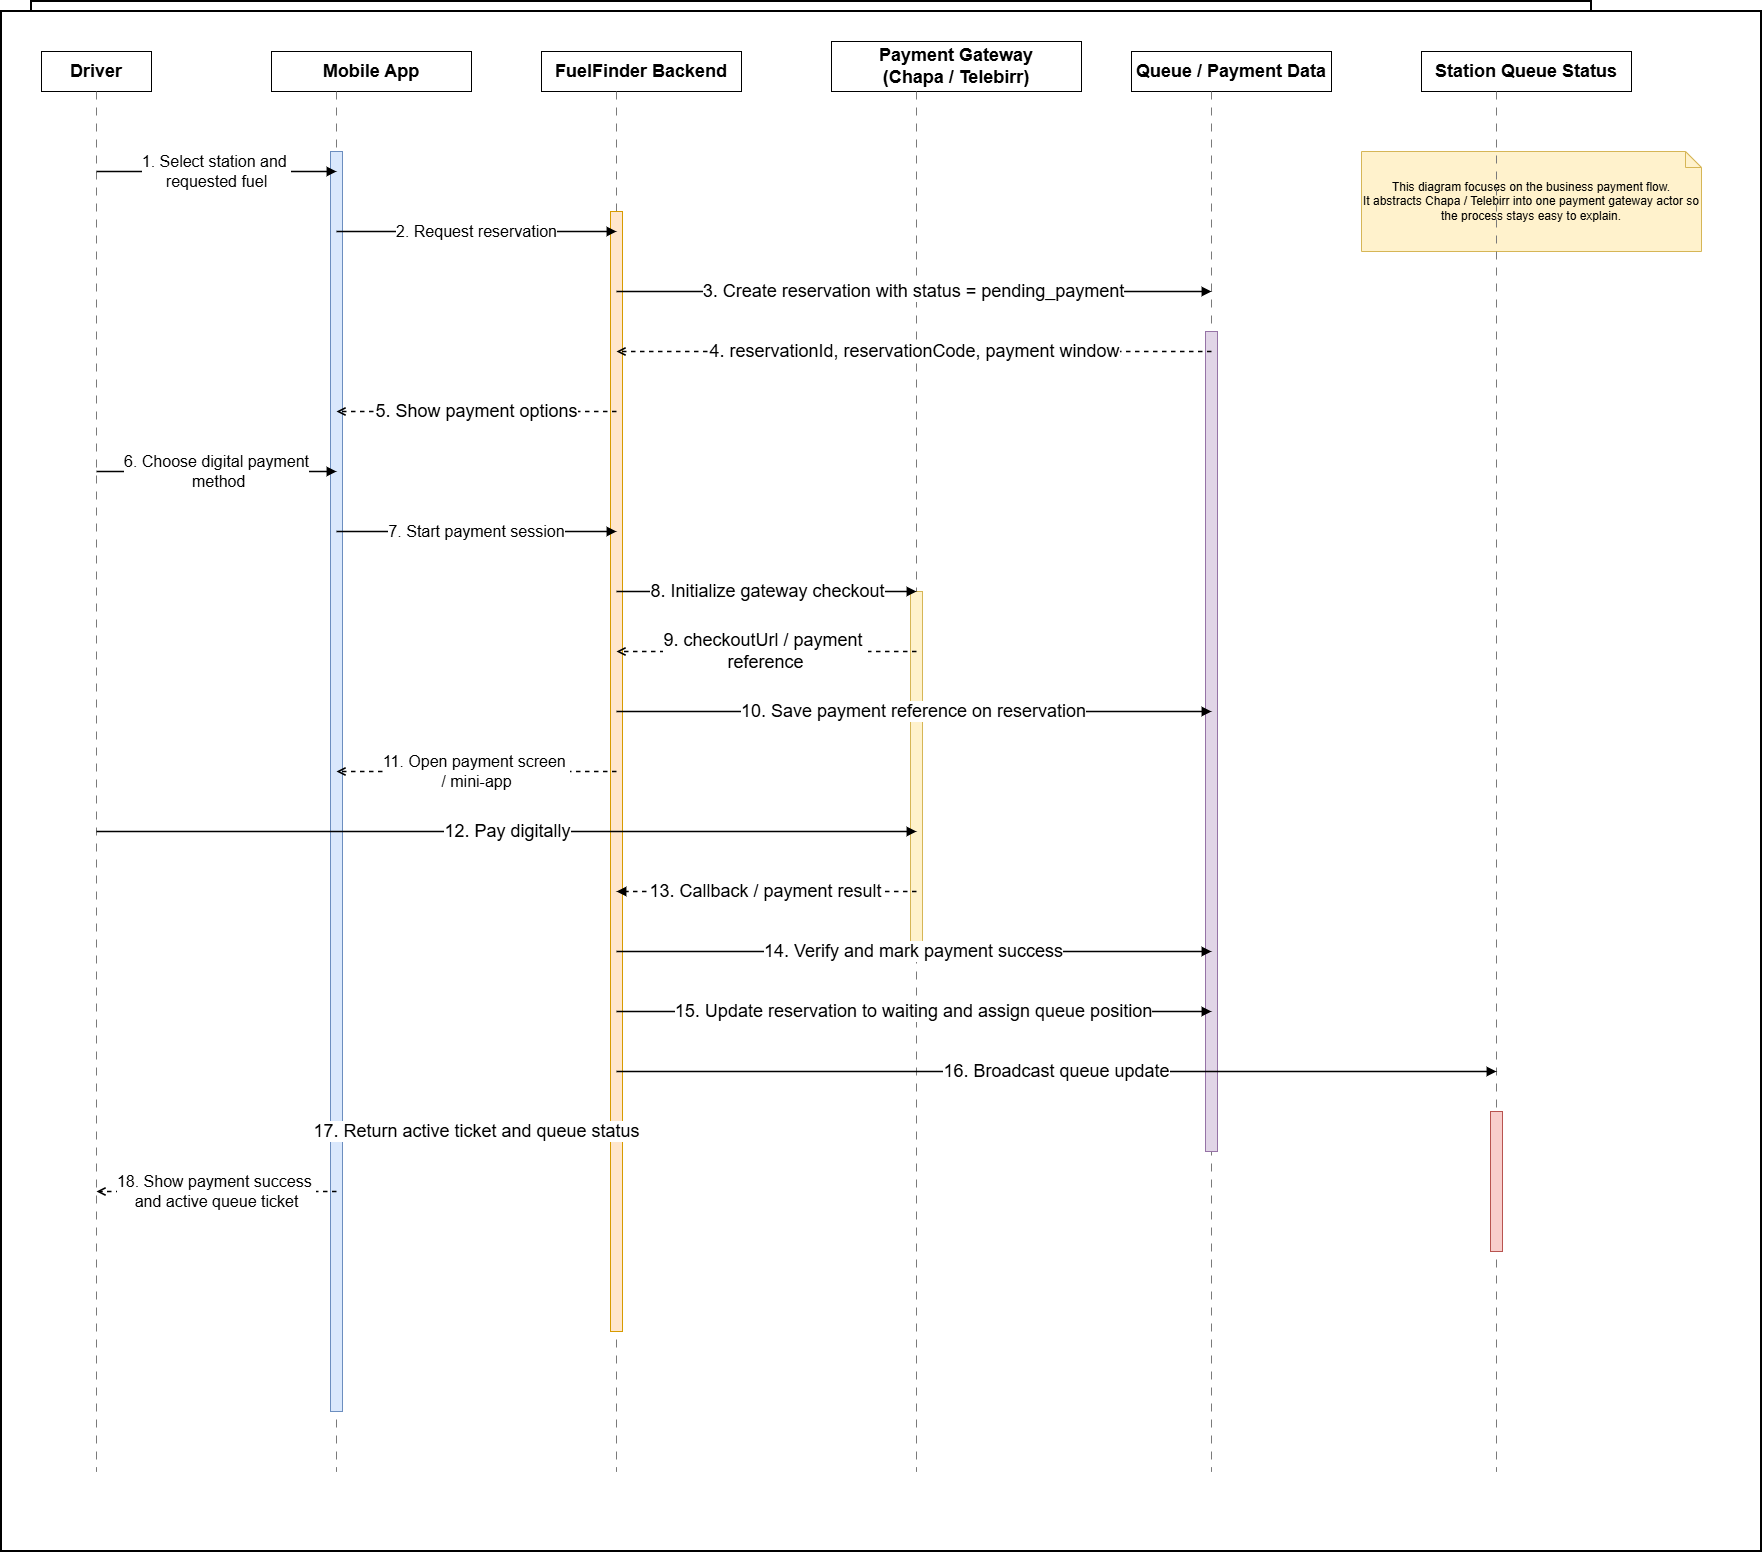 Driver
Mobile App
FuelFinder Backend
Payment Gateway
(Chapa / Telebirr)
Queue / Payment Data
Station Queue Status
1. Select station and
requested fuel
This diagram focuses on the business payment flow.
It abstracts Chapa / Telebirr into one payment gateway actor so
the process stays easy to explain.
2. Request reservation
3. Create reservation with status = pending_payment
4. reservationId, reservationCode, payment window
5. Show payment options
6. Choose digital payment
method
7. Start payment session
8. Initialize gateway checkout
9. checkoutUrl / payment
reference
10. Save payment reference on reservation
11. Open payment screen
/ mini-app
12. Pay digitally
13. Callback / payment result
14. Verify and mark payment success
15. Update reservation to waiting and assign queue position
16. Broadcast queue update
17. Return active ticket and queue status
18. Show payment success
and active queue ticket